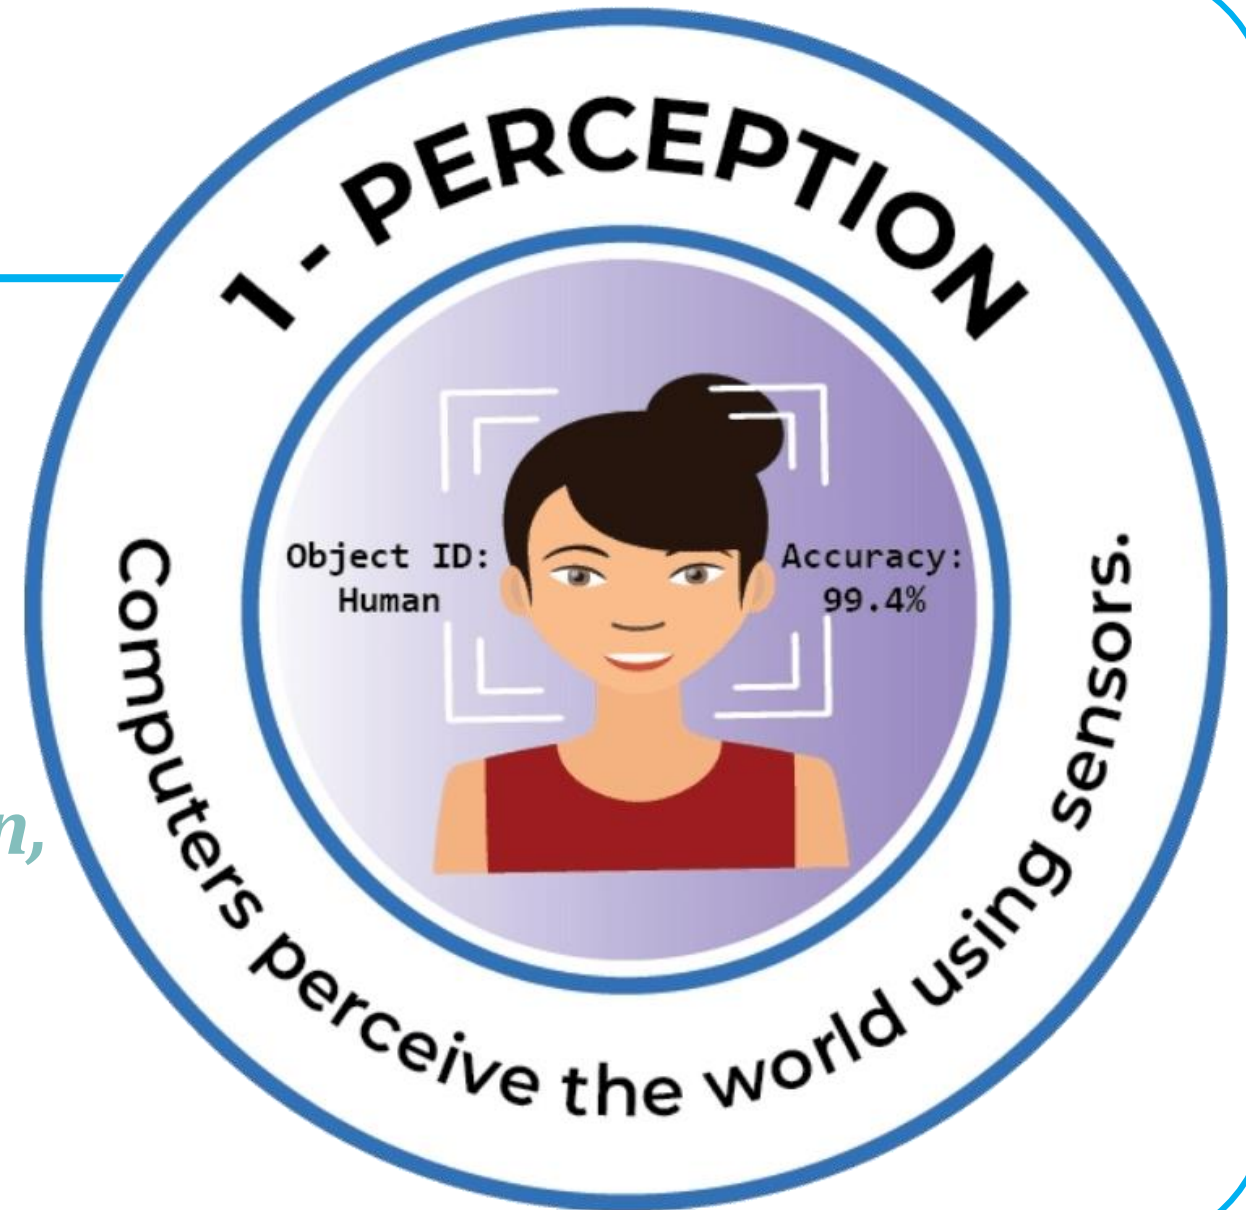 1 - PERCEPTION
Object ID:
Human
Accuracy:
99.4%
n,
Computers perceive the world using sensors.